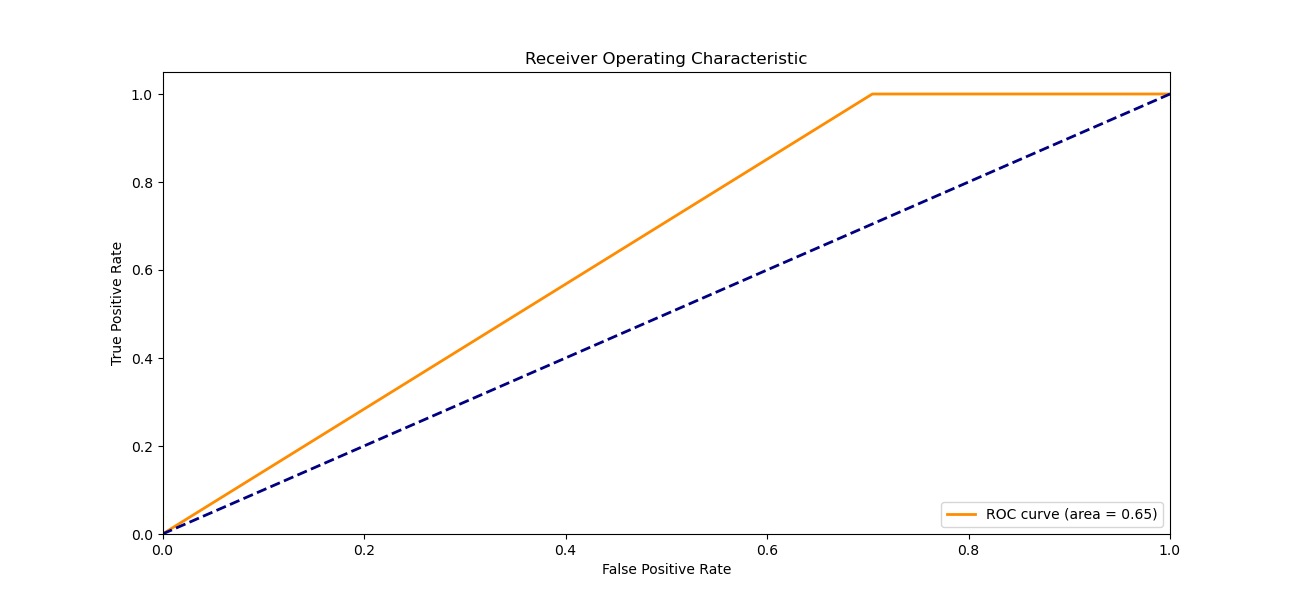 Receiver Operating Characteristic
1.0
0.8
0.6
0.4
0.2
0.0
True Positive Rate
ROC curve (area = 0.65)
0.0 0.2 0.4 0.6 0.8 1.0
False Positive Rate